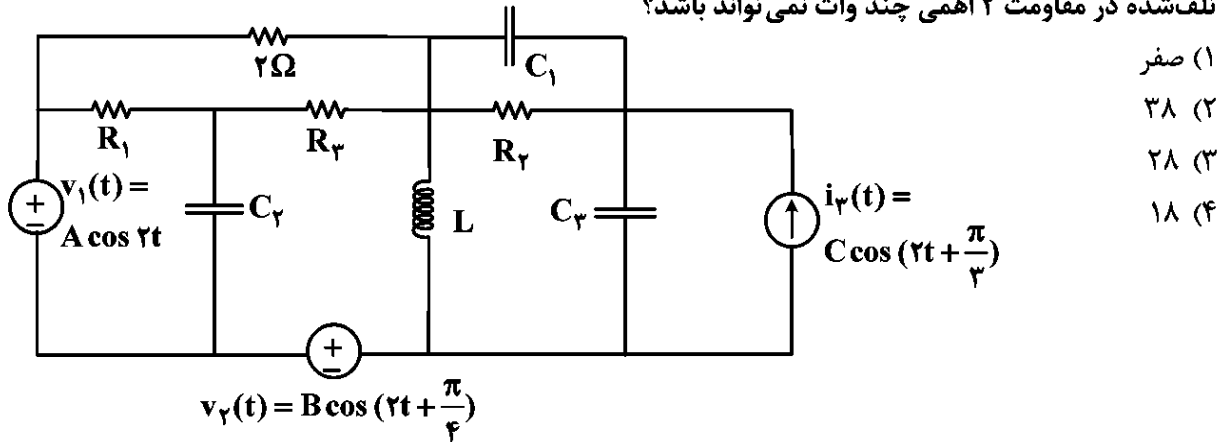 تلف‌شده در مقاومت ۲ اهمی چند وات نمی‌تواند باشد؟
۱) صفر
۲) ۳۸
۳) ۲۸
۴) ۱۸
۲Ω
C۱
R۱
R۳
R۲
v۱(t) =
A cos ۲t
C۲
L
C۳
i۳(t) =
C cos (۲t + π/۳)
v۲(t) = B cos (۲t + π/۴)